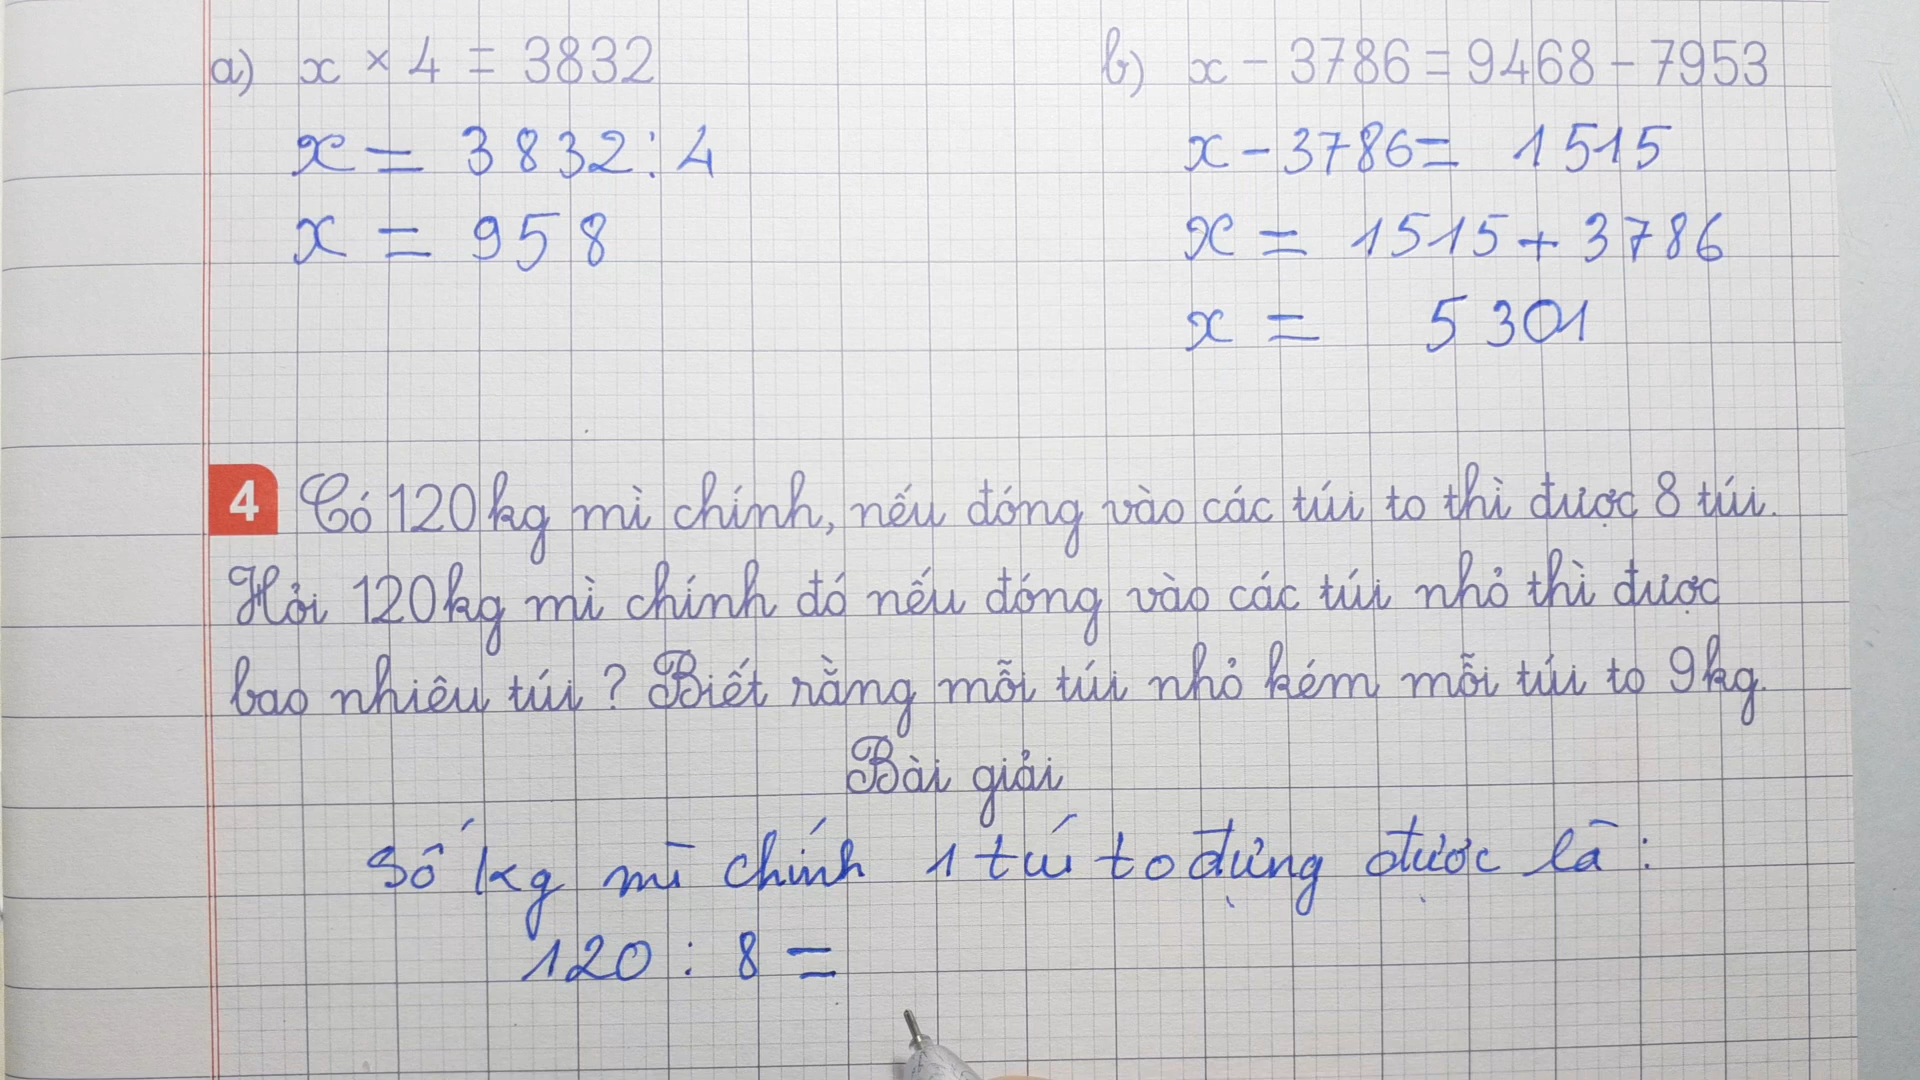 a) x × 4 = 3832
x = 3832 : 4
x = 958
b) x - 3786 = 9468 - 7953
x - 3786 = 1515
x = 1515 + 3786
x = 5301
4 Có 120kg mì chính, nếu đóng vào các túi to thì được 8 túi.
Hỏi 120kg mì chính đó nếu đóng vào các túi nhỏ thì được
bao nhiêu túi? Biết rằng mỗi túi nhỏ kém mỗi túi to 9kg.
Bài giải
Số kg mì chính 1 túi to đựng được là:
120 : 8 =